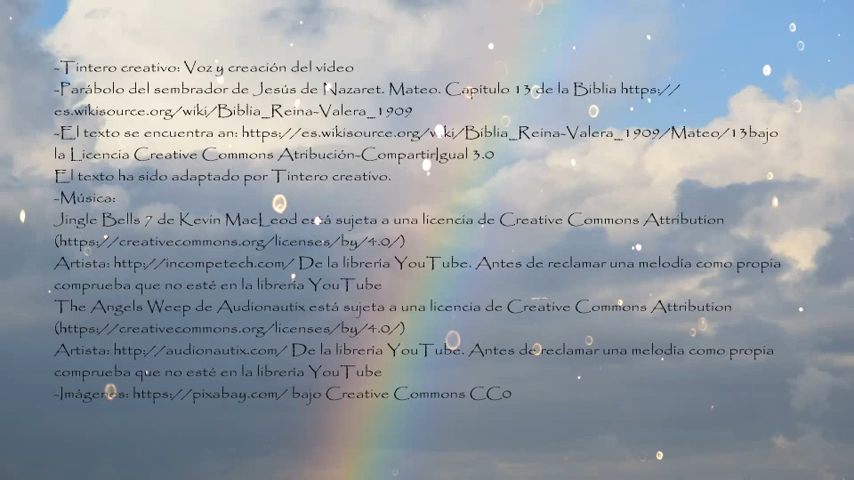 -Tintero creativo: Voz y creación del vídeo
-Parábolo del sembrador de Jesús de Nazaret. Mateo. Capítulo 13 de la Biblia https://
es.wikisource.org/wiki/Biblia_Reina-Valera_1909
-El texto se encuentra an: https://es.wikisource.org/wiki/Biblia_Reina-Valera_1909/Mateo/13bajo
la Licencia Creative Commons Atribución-CompartirIgual 3.0
El texto ha sido adaptado por Tintero creativo.
-Música:
Jingle Bells 7 de Kevin MacLeod está sujeta a una licencia de Creative Commons Attribution
(https://creativecommons.org/licenses/by/4.0/)
Artista: http://incompetech.com/ De la librería YouTube. Antes de reclamar una melodía como propia
comprueba que no esté en la librería YouTube
The Angels Weep de Audionautix está sujeta a una licencia de Creative Commons Attribution
(https://creativecommons.org/licenses/by/4.0/)
Artista: http://audionautix.com/ De la librería YouTube. Antes de reclamar una melodía como propia
comprueba que no esté en la librería YouTube
-Imágenes: https://pixabay.com/ bajo Creative Commons CC0